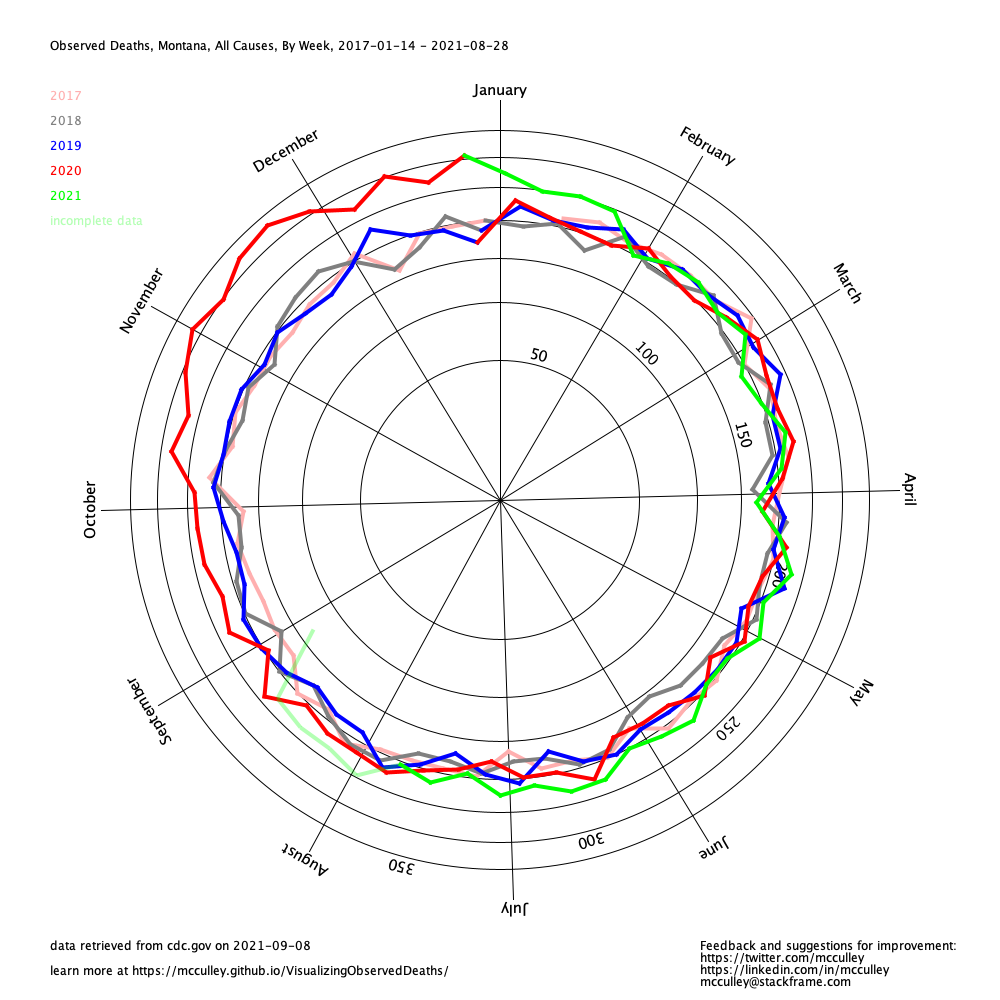 Observed Deaths, Montana, All Causes, By Week, 2017-01-14 - 2021-08-28
January
2017
2018
2019
2020
2021
incomplete data
December
February
November
March
50
100
150
October
April
200
September
May
250
300
350
August
June
July
data retrieved from cdc.gov on 2021-09-08
learn more at https://mcculley.github.io/VisualizingObservedDeaths/
Feedback and suggestions for improvement:
https://twitter.com/mcculley
https://linkedin.com/in/mcculley
mcculley@stackframe.com